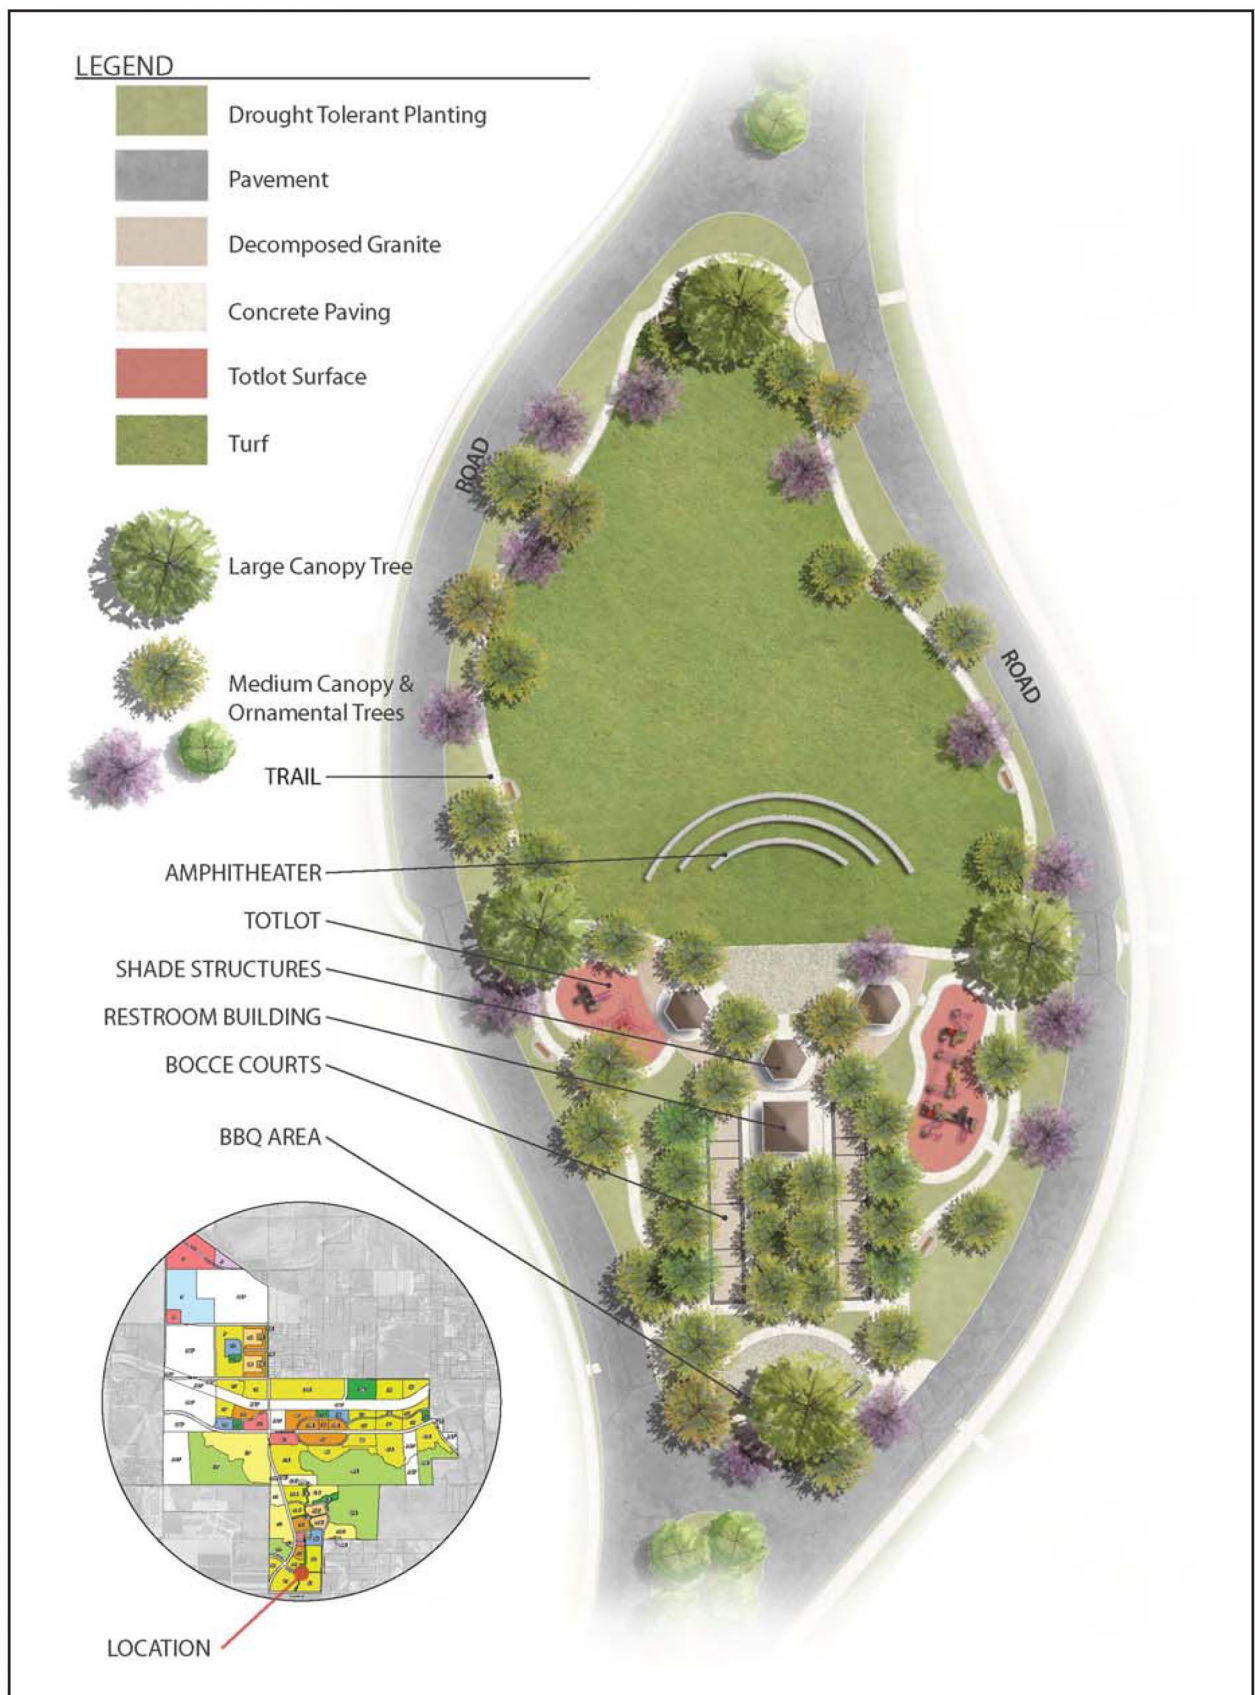 LEGEND
Drought Tolerant Planting
Pavement
Decomposed Granite
Concrete Paving
Totlot Surface
Turf
Large Canopy Tree
Medium Canopy &
Ornamental Trees
TRAIL
AMPHITHEATER
TOTLOT
SHADE STRUCTURES
RESTROOM BUILDING
BOCCE COURTS
BBQ AREA
LOCATION
ROAD
ROAD